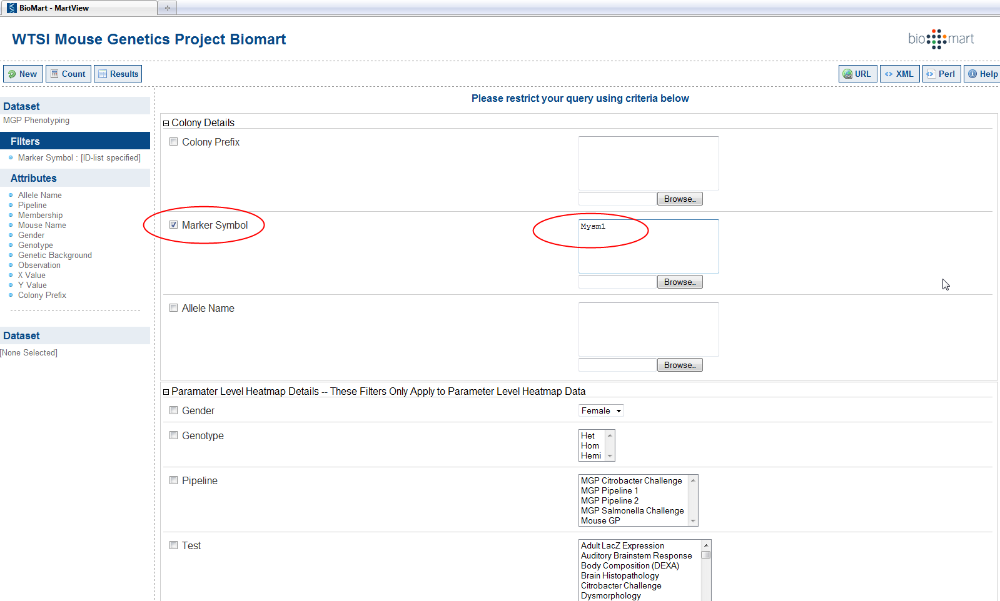 BioMart - MartView
WTSI Mouse Genetics Project Biomart
bio mart
New Count Results
URL XML Perl Help
Please restrict your query using criteria below
Dataset
MGP Phenotyping
Filters
Marker Symbol : [ID-list specified]
Attributes
Allele Name
Pipeline
Membership
Mouse Name
Gender
Genotype
Genetic Background
Observation
X Value
Y Value
Colony Prefix
Dataset
[None Selected]
Colony Details
Colony Prefix
Browse...
Marker Symbol
Mysm1
Browse...
Allele Name
Browse...
Paramater Level Heatmap Details -- These Filters Only Apply to Parameter Level Heatmap Data
Gender
Female
Genotype
Het
Hom
Hemi
Pipeline
MGP Citrobacter Challenge
MGP Pipeline 1
MGP Pipeline 2
MGP Salmonella Challenge
Mouse GP
Test
Adult LacZ Expression
Auditory Brainstem Response
Body Composition (DEXA)
Brain Histopathology
Citrobacter Challenge
Dysmorphology